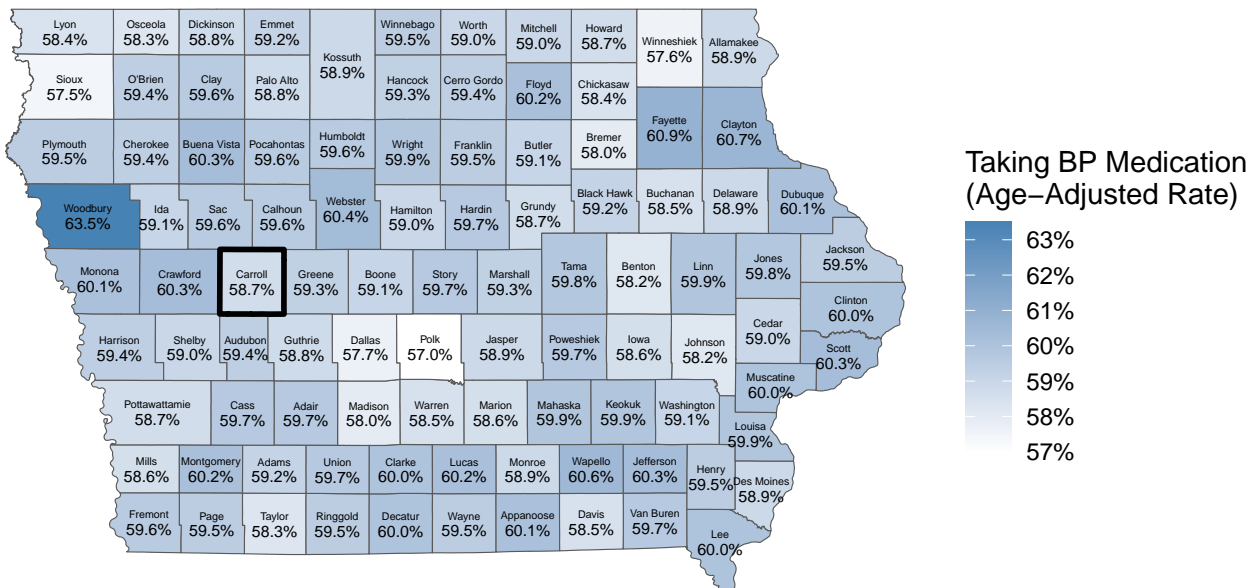 Lyon
58.4%
Osceola
58.3%
Dickinson
58.8%
Emmet
59.2%
Kossuth
58.9%
Winnebago
59.5%
Worth
59.0%
Mitchell
59.0%
Howard
58.7%
Winneshiek
57.6%
Allamakee
58.9%
Sioux
57.5%
O'Brien
59.4%
Clay
59.6%
Palo Alto
58.8%
Hancock
59.3%
Cerro Gordo
59.4%
Floyd
60.2%
Chickasaw
58.4%
Fayette
60.9%
Clayton
60.7%
Plymouth
59.5%
Cherokee
59.4%
Buena Vista
60.3%
Pocahontas
59.6%
Humboldt
59.6%
Wright
59.9%
Franklin
59.5%
Butler
59.1%
Bremer
58.0%
Woodbury
63.5%
Ida
59.1%
Sac
59.6%
Calhoun
59.6%
Webster
60.4%
Hamilton
59.0%
Hardin
59.7%
Grundy
58.7%
Black Hawk
59.2%
Buchanan
58.5%
Delaware
58.9%
Dubuque
60.1%
Monona
60.1%
Crawford
60.3%
Carroll
58.7%
Greene
59.3%
Boone
59.1%
Story
59.7%
Marshall
59.3%
Tama
59.8%
Benton
58.2%
Linn
59.9%
Jones
59.8%
Jackson
59.5%
Clinton
60.0%
Harrison
59.4%
Shelby
59.0%
Audubon
59.4%
Guthrie
58.8%
Dallas
57.7%
Polk
57.0%
Jasper
58.9%
Poweshiek
59.7%
Iowa
58.6%
Johnson
58.2%
Cedar
59.0%
Scott
60.3%
Muscatine
60.0%
Pottawattamie
58.7%
Cass
59.7%
Adair
59.7%
Madison
58.0%
Warren
58.5%
Marion
58.6%
Mahaska
59.9%
Keokuk
59.9%
Washington
59.1%
Louisa
59.9%
Mills
58.6%
Montgomery
60.2%
Adams
59.2%
Union
59.7%
Clarke
60.0%
Lucas
60.2%
Monroe
58.9%
Wapello
60.6%
Jefferson
60.3%
Henry
59.5%
Des Moines
58.9%
Fremont
59.6%
Page
59.5%
Taylor
58.3%
Ringgold
59.5%
Decatur
60.0%
Wayne
59.5%
Appanoose
60.1%
Davis
58.5%
Van Buren
59.7%
Lee
60.0%
Taking BP Medication
(Age−Adjusted Rate)
63%
62%
61%
60%
59%
58%
57%